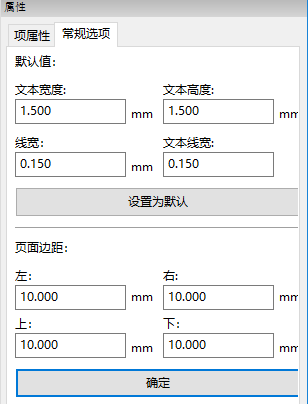 属性
项属性 常规选项
默认值:
文本宽度: 文本高度:
1.500 mm 1.500 mm
线宽: 文本线宽:
0.150 mm 0.150 mm
设置为默认
页面边距:
左: 右:
10.000 mm 10.000 mm
上: 下:
10.000 mm 10.000 mm
确定